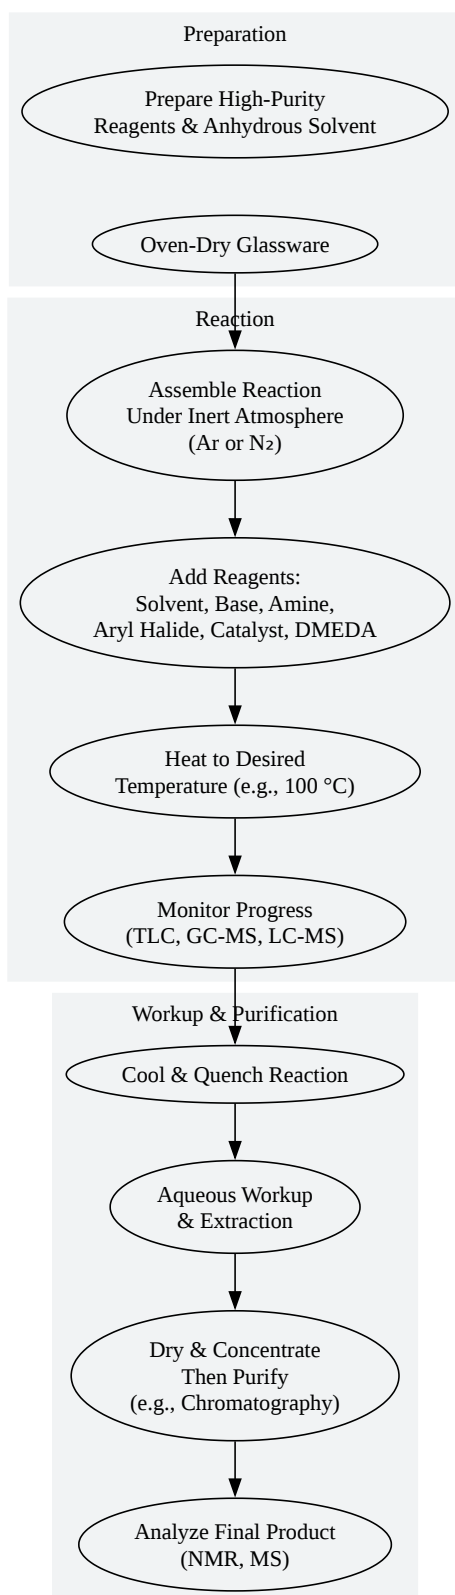 Preparation
Prepare High-Purity
Reagents & Anhydrous Solvent
Oven-Dry Glassware
Reaction
Assemble Reaction
Under Inert Atmosphere
(Ar or N₂)
Add Reagents:
Solvent, Base, Amine,
Aryl Halide, Catalyst, DMEDA
Heat to Desired
Temperature (e.g., 100 °C)
Monitor Progress
(TLC, GC-MS, LC-MS)
Workup & Purification
Cool & Quench Reaction
Aqueous Workup
& Extraction
Dry & Concentrate
Then Purify
(e.g., Chromatography)
Analyze Final Product
(NMR, MS)